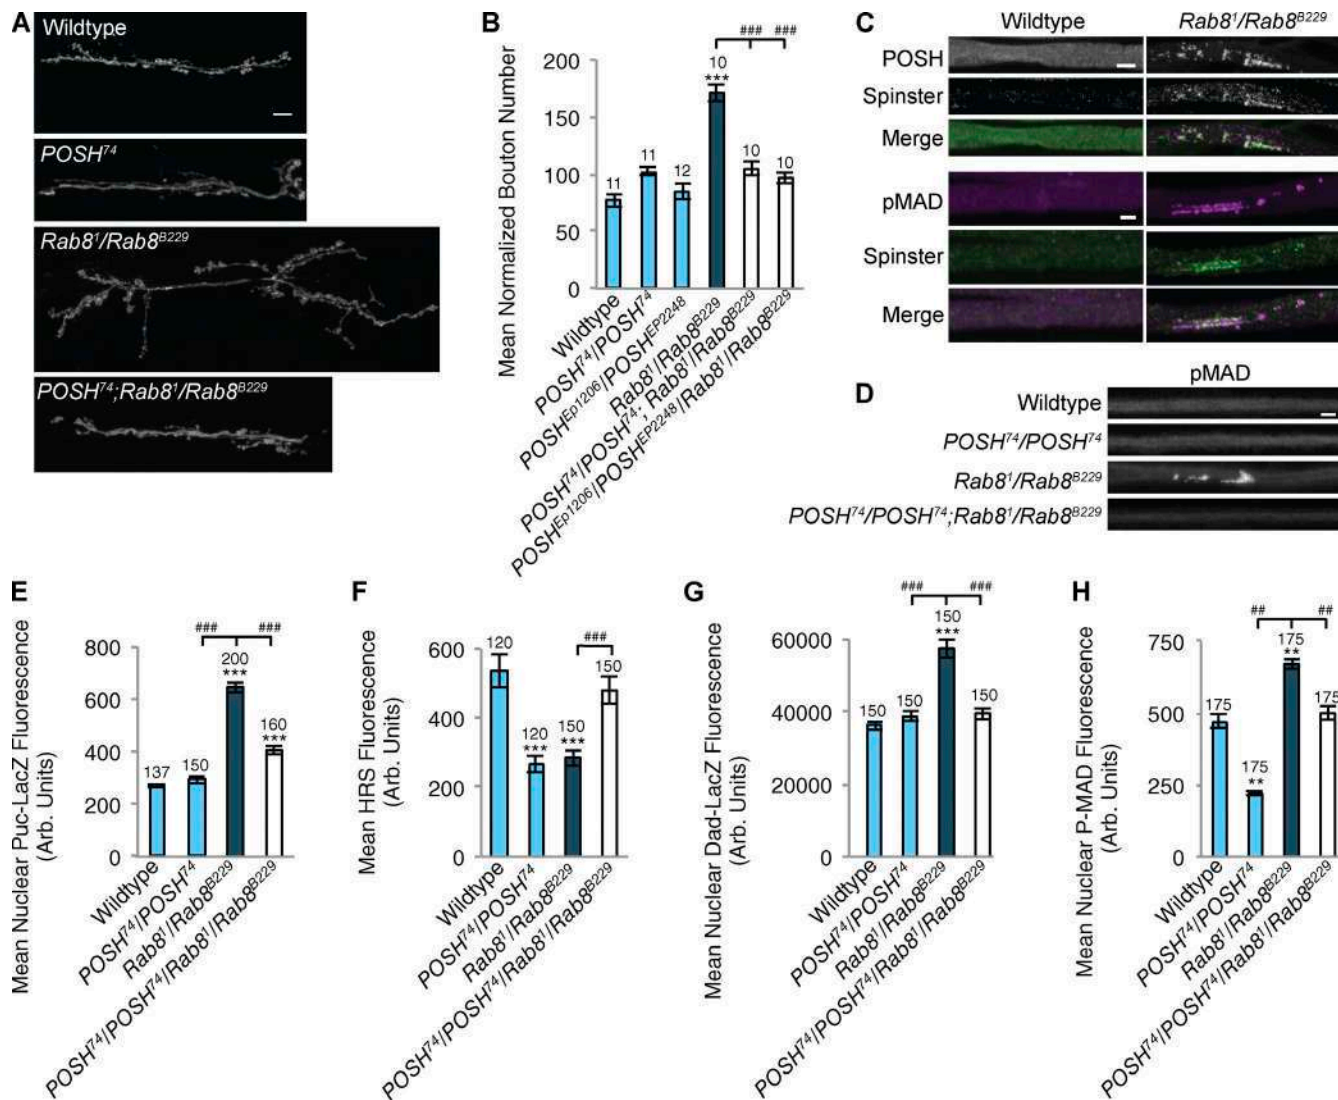 A
Wildtype
POSH⁷⁴
Rab8¹/Rab8ᴮ²²⁹
POSH⁷⁴;Rab8¹/Rab8ᴮ²²⁹
B
Mean Normalized Bouton Number
200
150
100
50
0
11
11
12
10
***
10
10
### ###
Wildtype
POSH⁷⁴/POSH⁷⁴
POSHᴱᵖ¹²⁰⁶/POSHᴱᴾ²²⁴⁸
Rab8¹/Rab8ᴮ²²⁹
POSH⁷⁴/POSH⁷⁴; Rab8¹/Rab8ᴮ²²⁹
POSHᴱᵖ¹²⁰⁶/POSHᴱᴾ²²⁴⁸/Rab8¹/Rab8ᴮ²²⁹
C
Wildtype
Rab8¹/Rab8ᴮ²²⁹
POSH
Spinster
Merge
pMAD
Spinster
Merge
D
pMAD
Wildtype
POSH⁷⁴/POSH⁷⁴
Rab8¹/Rab8ᴮ²²⁹
POSH⁷⁴/POSH⁷⁴;Rab8¹/Rab8ᴮ²²⁹
E
Mean Nuclear Puc-LacZ Fluorescence
(Arb. Units)
800
600
400
200
0
137
150
200
***
160
***
### ###
Wildtype
POSH⁷⁴/POSH⁷⁴
Rab8¹/Rab8ᴮ²²⁹
POSH⁷⁴/POSH⁷⁴/Rab8¹/Rab8ᴮ²²⁹
F
Mean HRS Fluorescence
(Arb. Units)
600
400
200
0
120
120
***
150
***
150
###
Wildtype
POSH⁷⁴/POSH⁷⁴
Rab8¹/Rab8ᴮ²²⁹
POSH⁷⁴/POSH⁷⁴/Rab8¹/Rab8ᴮ²²⁹
G
Mean Nuclear Dad-LacZ Fluorescence
(Arb. Units)
60000
40000
20000
0
150
150
150
***
150
### ###
Wildtype
POSH⁷⁴/POSH⁷⁴
Rab8¹/Rab8ᴮ²²⁹
POSH⁷⁴/POSH⁷⁴/Rab8¹/Rab8ᴮ²²⁹
H
Mean Nuclear P-MAD Fluorescence
(Arb. Units)
750
500
250
0
175
175
**
175
**
175
## ##
Wildtype
POSH⁷⁴/POSH⁷⁴
Rab8¹/Rab8ᴮ²²⁹
POSH⁷⁴/POSH⁷⁴/Rab8¹/Rab8ᴮ²²⁹